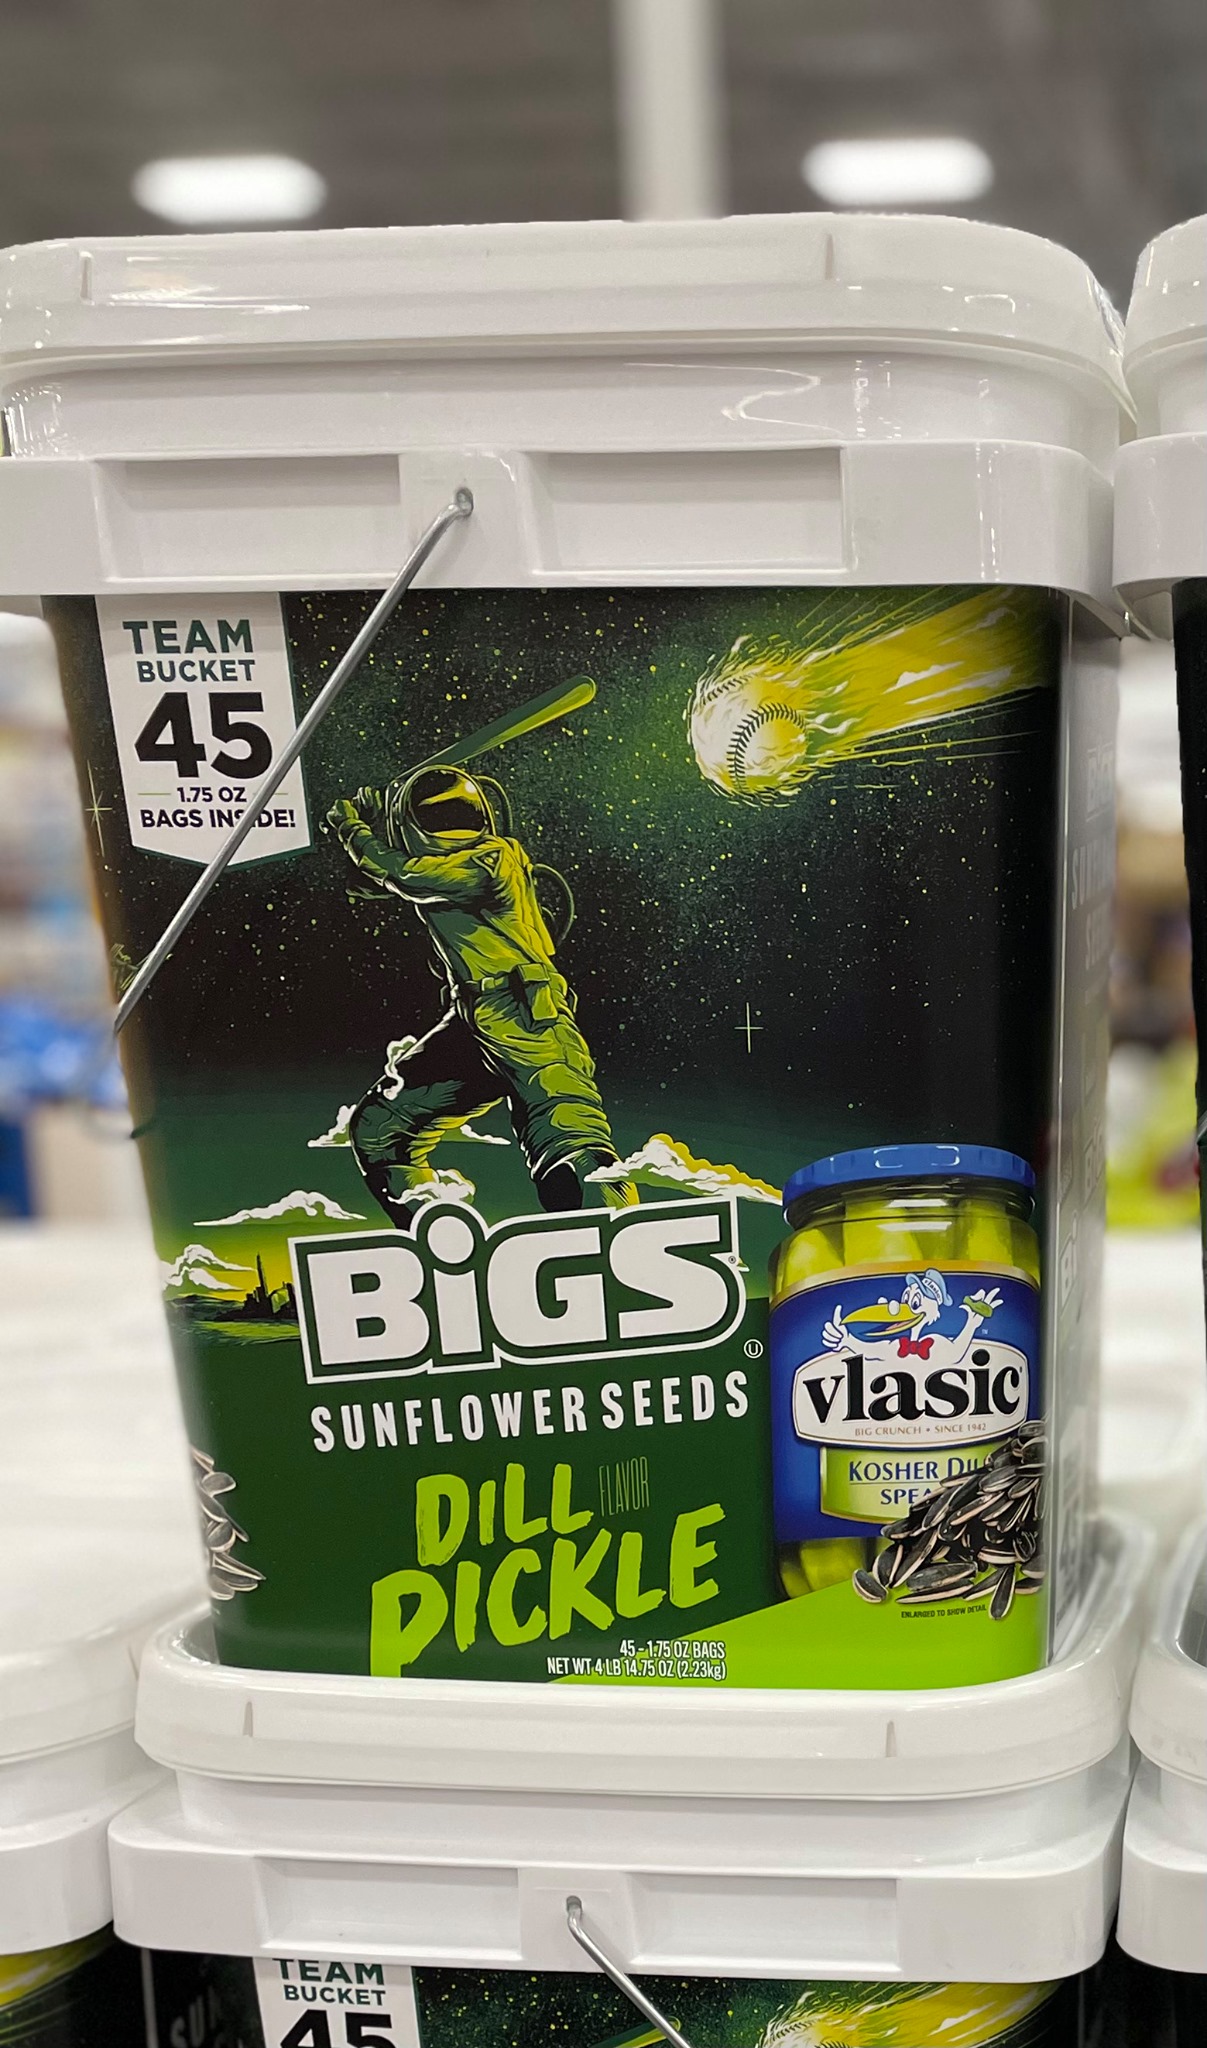 TEAM
BUCKET
45
1.75 OZ
BAGS INSIDE!
BiGS
SUNFLOWER SEEDS
DiLL FLAVOR
PICKLE
45 - 1.75 OZ BAGS
NET WT 4 LB 14.75 OZ (2.23kg)
vlasic
BIG CRUNCH • SINCE 1942
KOSHER
ENLARGED TO SHOW DETAIL
TEAM
BUCKET
45